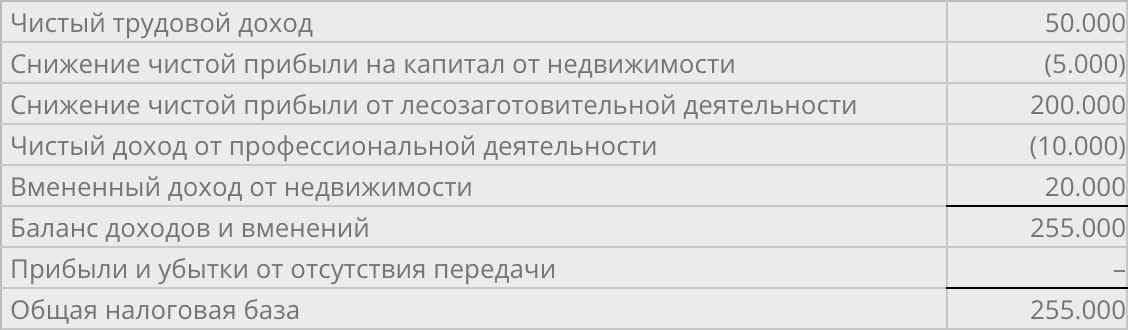 Чистый трудовой доход 50.000
Снижение чистой прибыли на капитал от недвижимости (5.000)
Снижение чистой прибыли от лесозаготовительной деятельности 200.000
Чистый доход от профессиональной деятельности (10.000)
Вмененный доход от недвижимости 20.000
Баланс доходов и вменений 255.000
Прибыли и убытки от отсутствия передачи –
Общая налоговая база 255.000